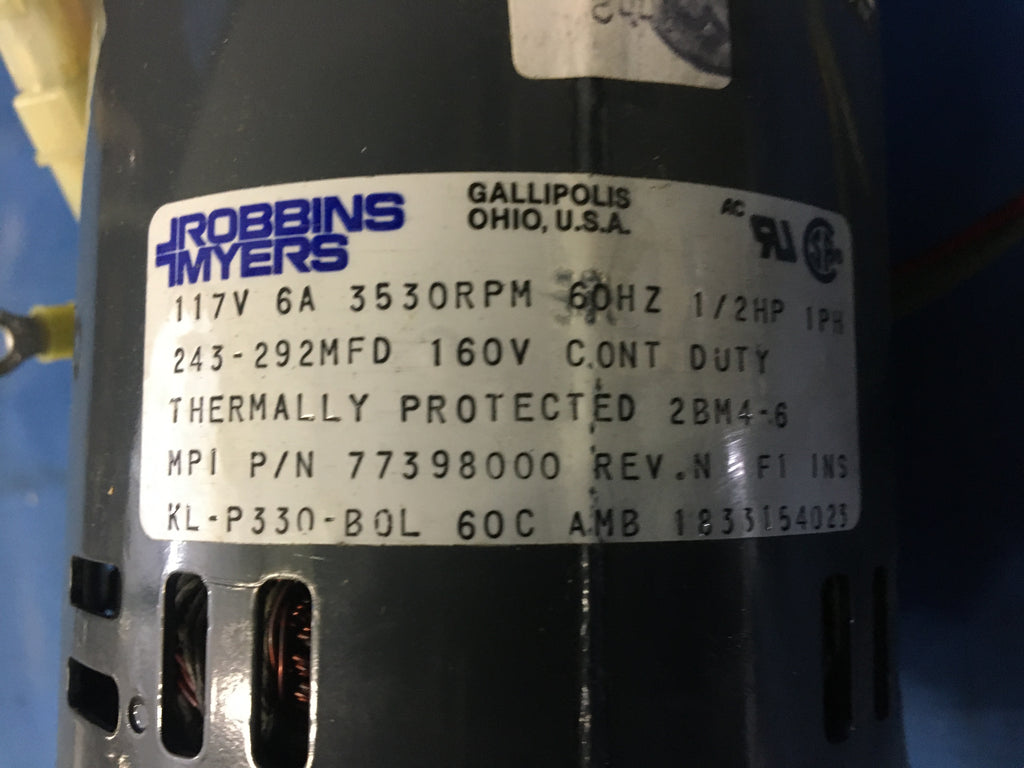 ROBBINS
MYERS
GALLIPOLIS
OHIO, U.S.A.
AC
117V 6A 3530RPM 60HZ 1/2HP 1PH
243-292MFD 160V CONT DUTY
THERMALLY PROTECTED 2BM4-6
MPI P/N 77398000 REV.N F1 INS
KL-P330-BOL 60C AMB 1833154023